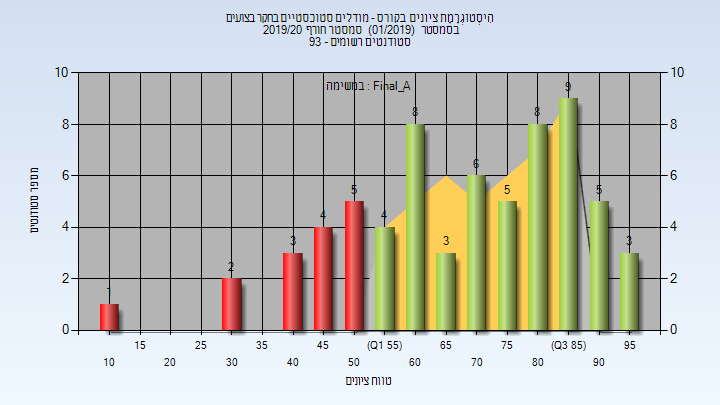 הִיסְטוֹגְרָמַת ציונים בקורס - מודלים סטוכסטיים בחקר בצועים
בסמסטר (01/2019) סמסטר חורף 2019/20
סטודנטים רשומים - 93
במשימה : Final_A
מספר סטודנטים
10 10
8 8
6 6
4 4
2 2
0 0
1 2 3 4 5 4 8 3 6 5 8 9 5 3
15 25 35 45 (Q1 55) 65 75 (Q3 85) 95
10 20 30 40 50 60 70 80 90
טווח ציונים